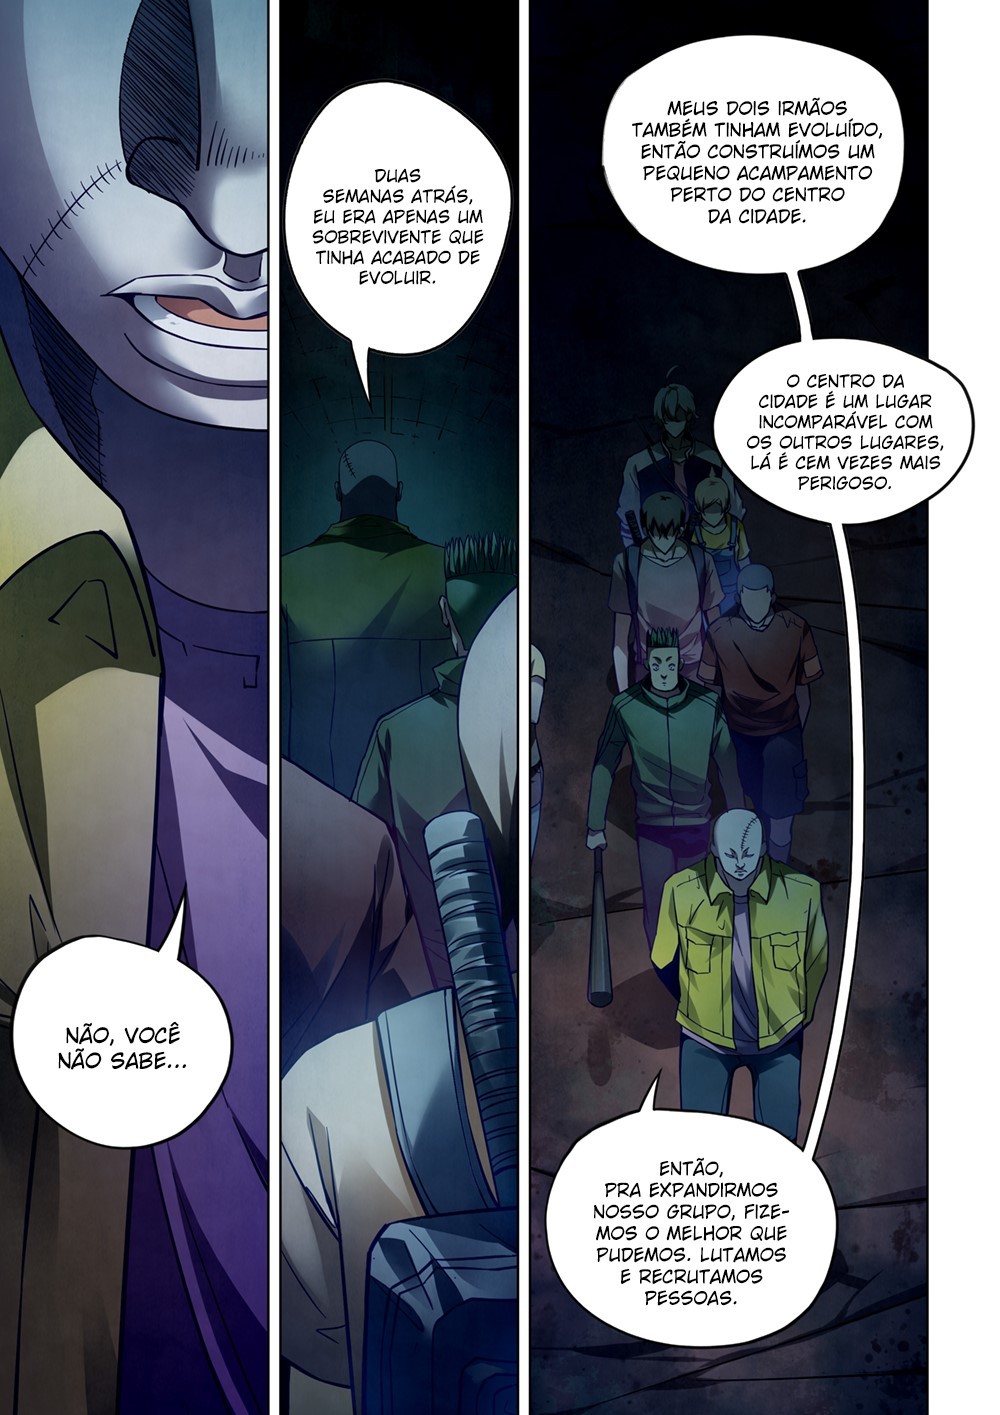 NÃO, VOCÊ
NÃO SABE...
DUAS
SEMANAS ATRÁS,
EU ERA APENAS UM
SOBREVIVENTE QUE
TINHA ACABADO DE
EVOLUIR.
MEUS DOIS IRMÃOS
TAMBÉM TINHAM EVOLUÍDO,
ENTÃO CONSTRUÍMOS UM
PEQUENO ACAMPAMENTO
PERTO DO CENTRO
DA CIDADE.
O CENTRO DA
CIDADE É UM LUGAR
INCOMPARÁVEL COM
OS OUTROS LUGARES,
LÁ É CEM VEZES MAIS
PERIGOSO.
ENTÃO,
PRA EXPANDIRMOS
NOSSO GRUPO, FIZE-
MOS O MELHOR QUE
PUDEMOS. LUTAMOS
E RECRUTAMOS
PESSOAS.